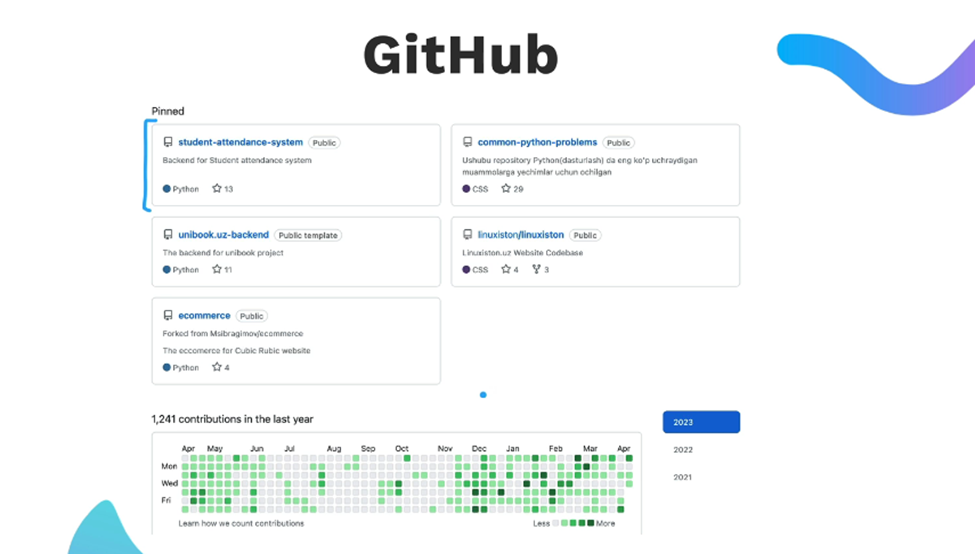 GitHub
Pinned
student-attendance-system Public
Backend for Student attendance system
Python 13
common-python-problems Public
Ushubu repository Python(dasturlash) da eng ko'p uchraydigan
muammolarga yechimlar uchun ochilgan
CSS 29
unibook.uz-backend Public template
The backend for unibook project
Python 11
linuxiston/linuxiston Public
Linuxiston.uz Website Codebase
CSS 4 3
ecommerce Public
Forked from Msibragimov/ecommerce
The eccomerce for Cubic Rubic website
Python 4
1,241 contributions in the last year
2023
2022
2021
Apr May Jun Jul Aug Sep Oct Nov Dec Jan Feb Mar Apr
Mon
Wed
Fri
Learn how we count contributions
Less More